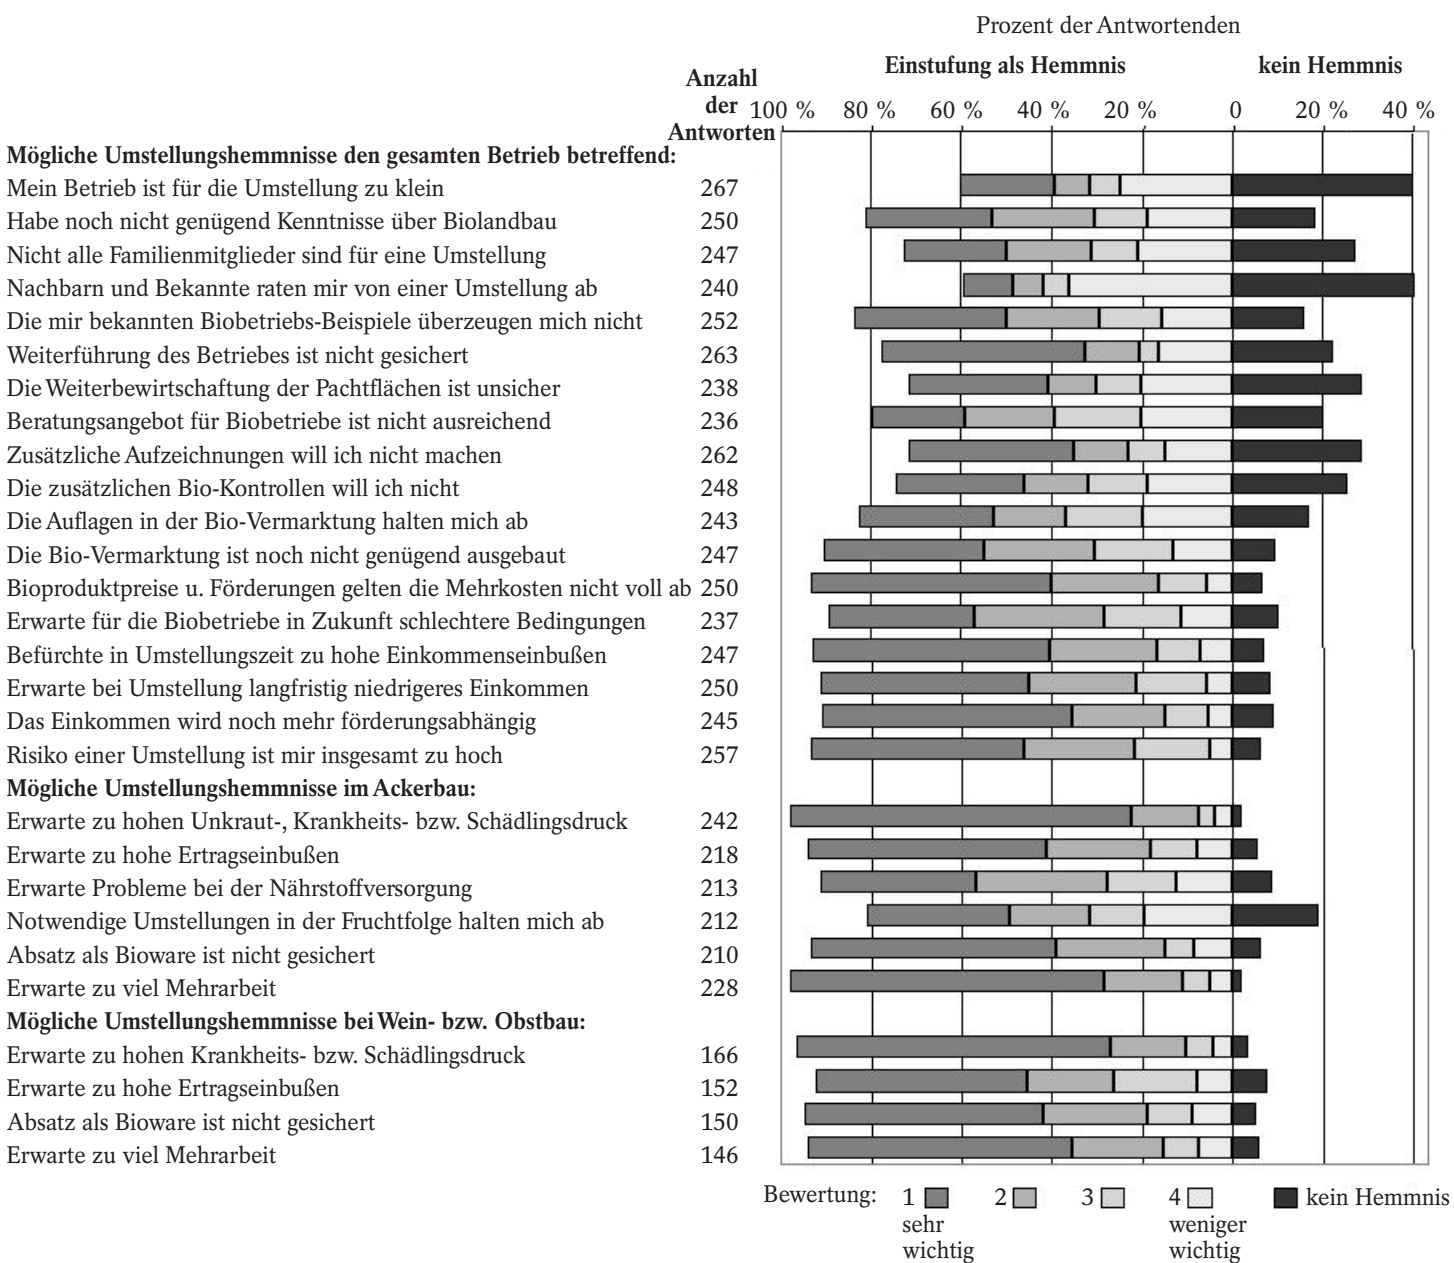 Prozent der Antwortenden
Einstufung als Hemmnis kein Hemmnis
Anzahl
der
Antworten
100 % 80 % 60 % 40 % 20 % 0 20 % 40 %
Mögliche Umstellungshemmnisse den gesamten Betrieb betreffend:
Mein Betrieb ist für die Umstellung zu klein 267
Habe noch nicht genügend Kenntnisse über Biolandbau 250
Nicht alle Familienmitglieder sind für eine Umstellung 247
Nachbarn und Bekannte raten mir von einer Umstellung ab 240
Die mir bekannten Biobetriebs-Beispiele überzeugen mich nicht 252
Weiterführung des Betriebes ist nicht gesichert 263
Die Weiterbewirtschaftung der Pachtflächen ist unsicher 238
Beratungsangebot für Biobetriebe ist nicht ausreichend 236
Zusätzliche Aufzeichnungen will ich nicht machen 262
Die zusätzlichen Bio-Kontrollen will ich nicht 248
Die Auflagen in der Bio-Vermarktung halten mich ab 243
Die Bio-Vermarktung ist noch nicht genügend ausgebaut 247
Bioproduktpreise u. Förderungen gelten die Mehrkosten nicht voll ab 250
Erwarte für die Biobetriebe in Zukunft schlechtere Bedingungen 237
Befürchte in Umstellungszeit zu hohe Einkommenseinbußen 247
Erwarte bei Umstellung langfristig niedrigeres Einkommen 250
Das Einkommen wird noch mehr förderungsabhängig 245
Risiko einer Umstellung ist mir insgesamt zu hoch 257
Mögliche Umstellungshemmnisse im Ackerbau:
Erwarte zu hohen Unkraut-, Krankheits- bzw. Schädlingsdruck 242
Erwarte zu hohe Ertragseinbußen 218
Erwarte Probleme bei der Nährstoffversorgung 213
Notwendige Umstellungen in der Fruchtfolge halten mich ab 212
Absatz als Bioware ist nicht gesichert 210
Erwarte zu viel Mehrarbeit 228
Mögliche Umstellungshemmnisse bei Wein- bzw. Obstbau:
Erwarte zu hohen Krankheits- bzw. Schädlingsdruck 166
Erwarte zu hohe Ertragseinbußen 152
Absatz als Bioware ist nicht gesichert 150
Erwarte zu viel Mehrarbeit 146
Bewertung: 1 2 3 4 kein Hemmnis
sehr weniger
wichtig wichtig